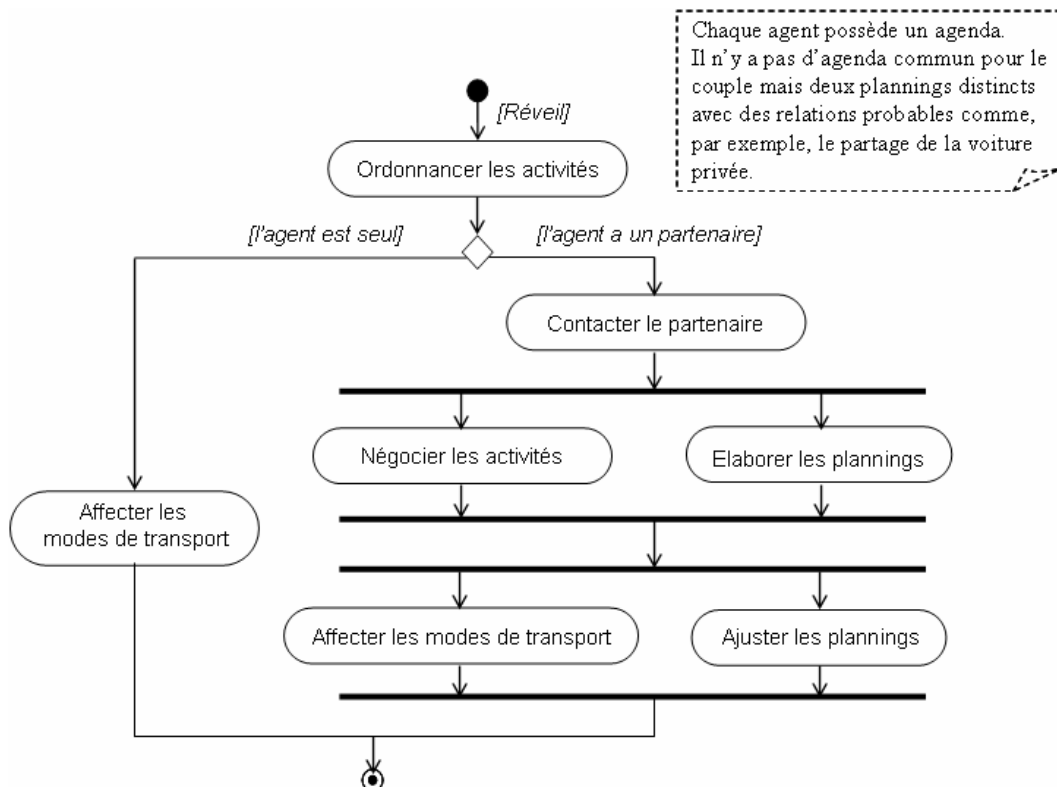 Chaque agent possède un agenda.
Il n'y a pas d'agenda commun pour le
couple mais deux plannings distincts
avec des relations probables comme,
par exemple, le partage de la voiture
privée.
[Réveil]
Ordonnancer les activités
[l'agent est seul]
[l'agent a un partenaire]
Contacter le partenaire
Négocier les activités
Elaborer les plannings
Affecter les
modes de transport
Affecter les modes de transport
Ajuster les plannings